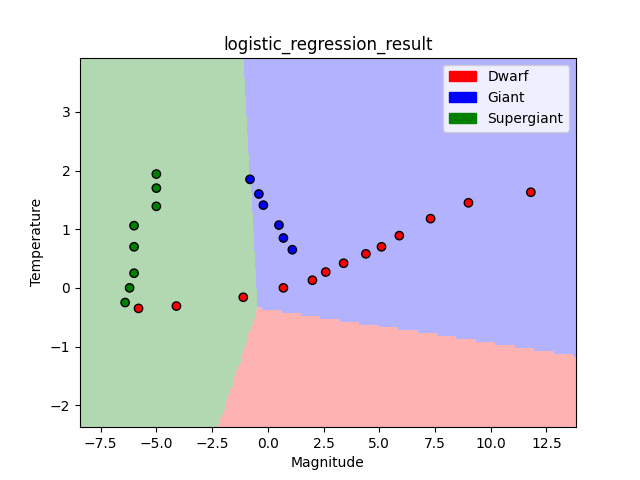 logistic_regression_result
Dwarf
Giant
Supergiant
Temperature
3
2
1
0
−1
−2
−7.5 −5.0 −2.5 0.0 2.5 5.0 7.5 10.0 12.5
Magnitude